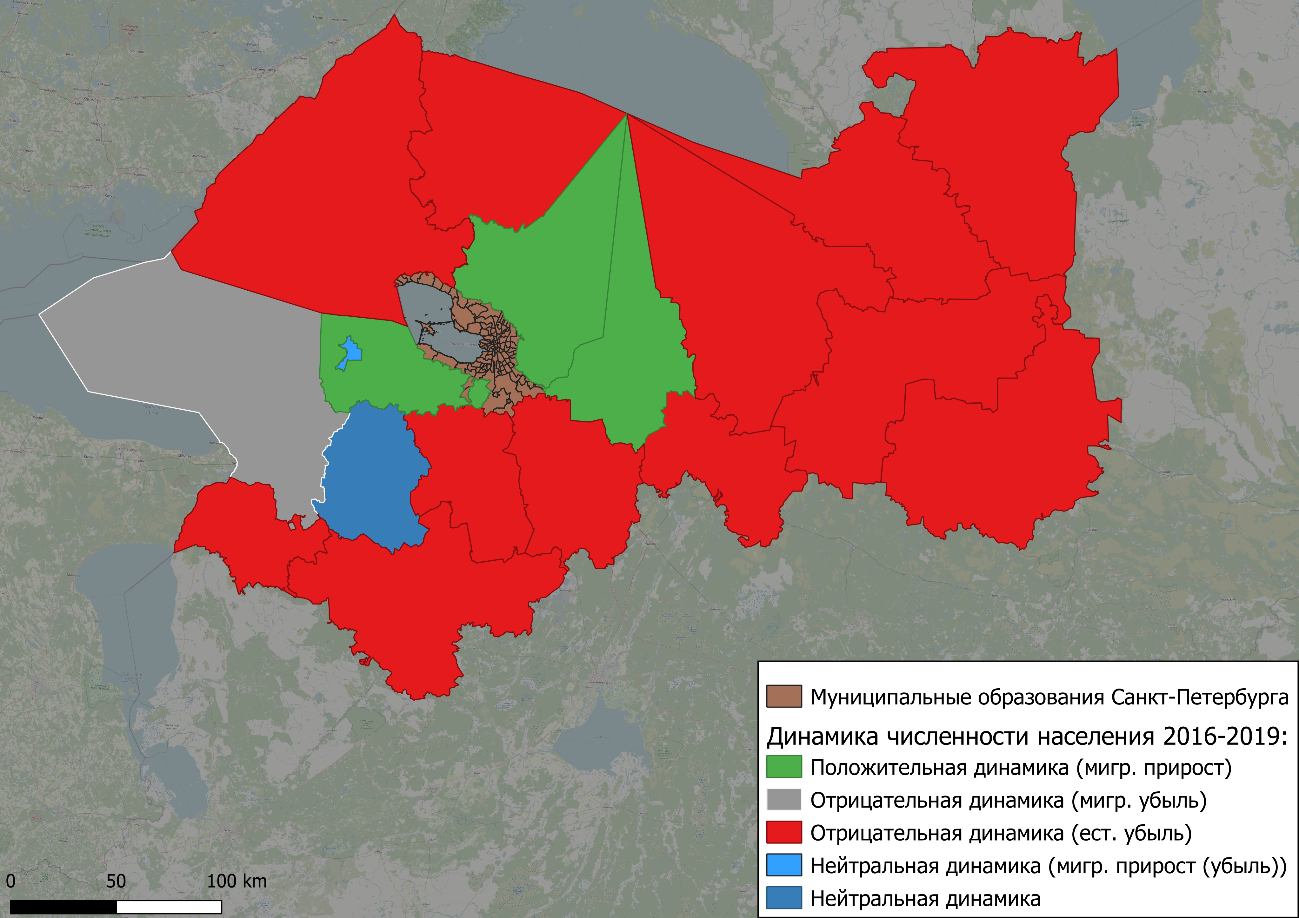 Муниципальные образования Санкт-Петербурга
Динамика численности населения 2016-2019:
Положительная динамика (мигр. прирост)
Отрицательная динамика (мигр. убыль)
Отрицательная динамика (ест. убыль)
Нейтральная динамика (мигр. прирост (убыль))
Нейтральная динамика
0 50 100 km